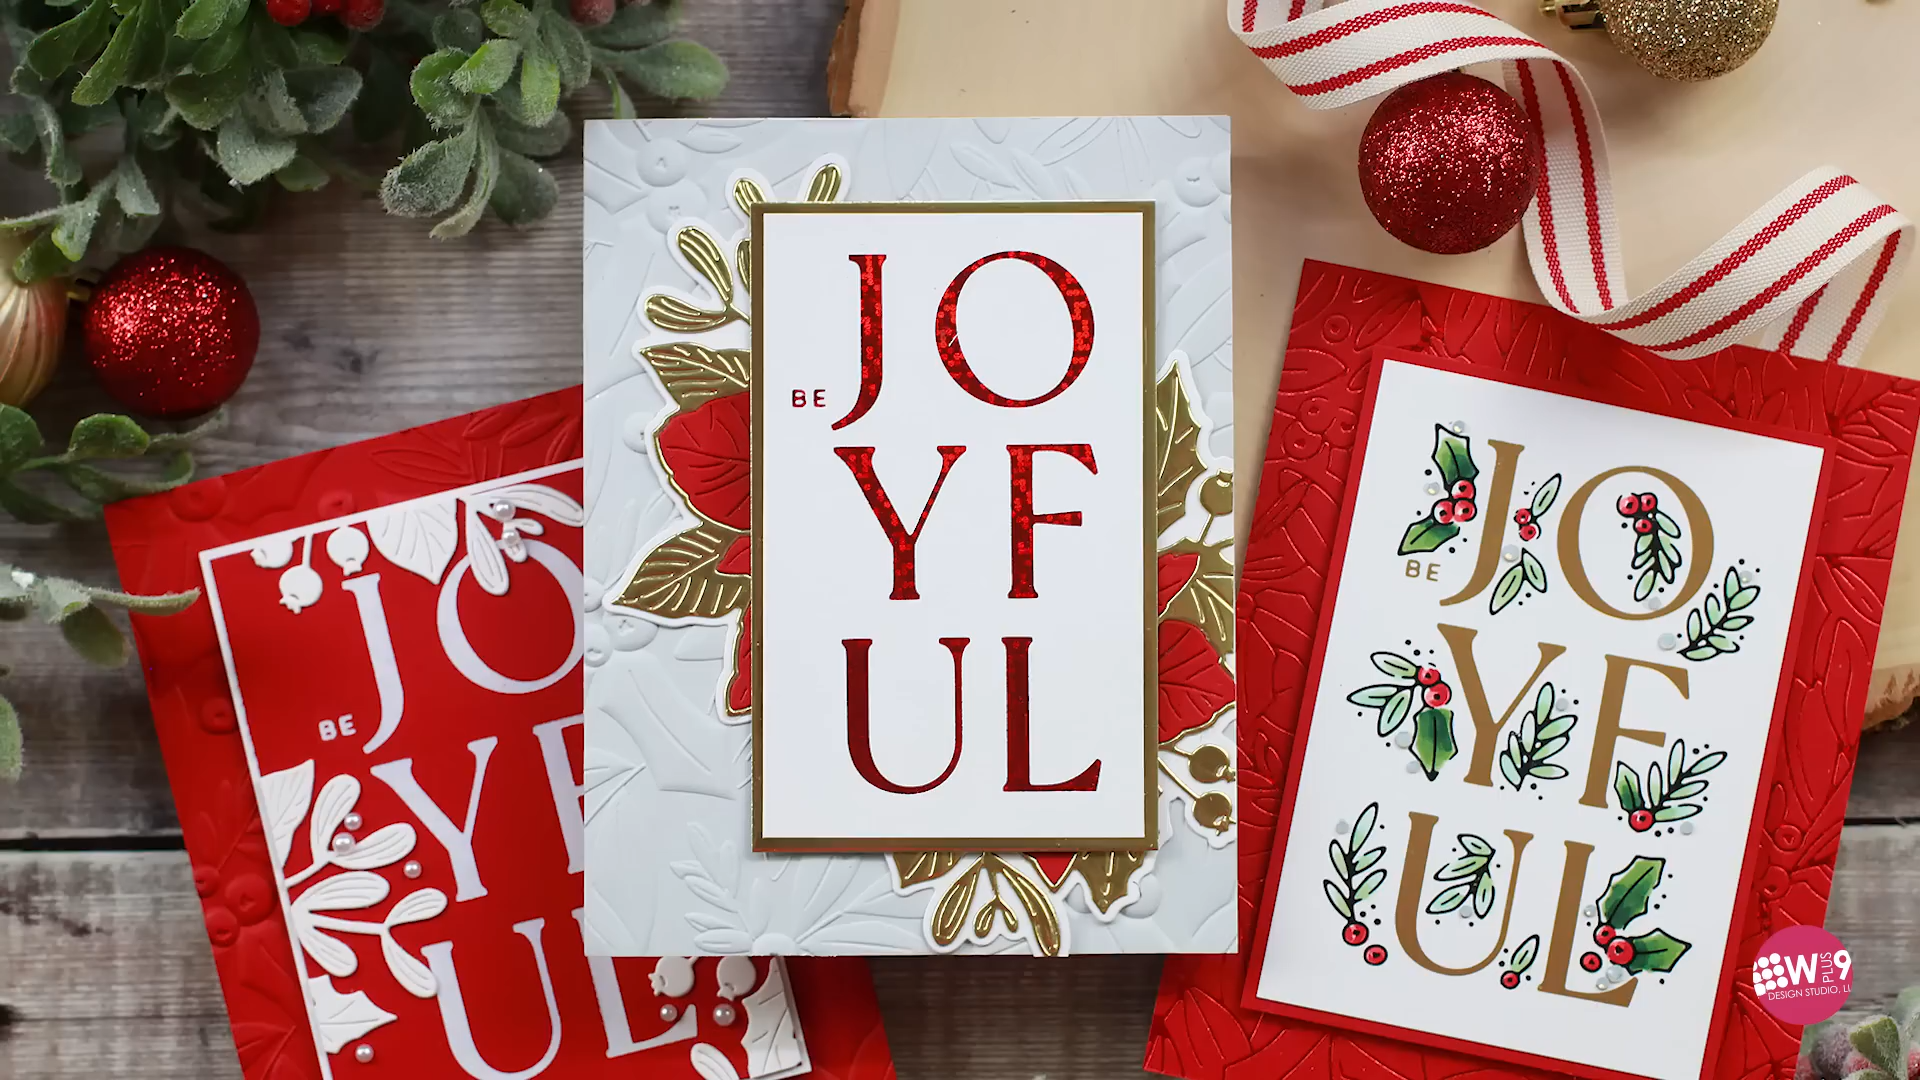 BE
JO
YF
UL
BE
JO
YF
UL
BE
JO
YF
UL
W PLUS 9
DESIGN STUDIO, LL